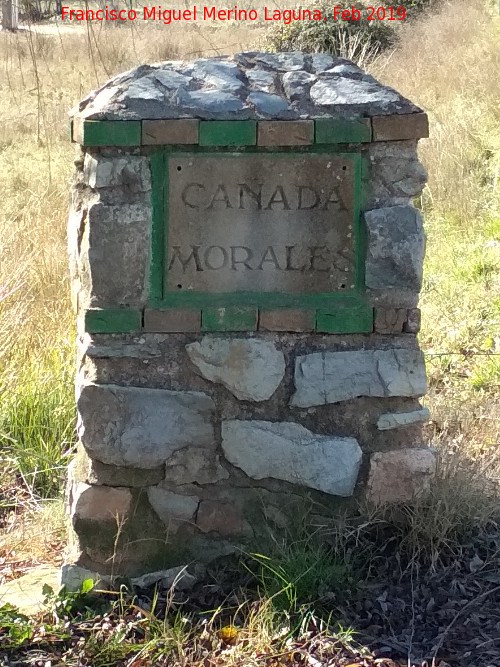 Francisco Miguel Merino Laguna, Feb 2019
CAÑADA
MORALES